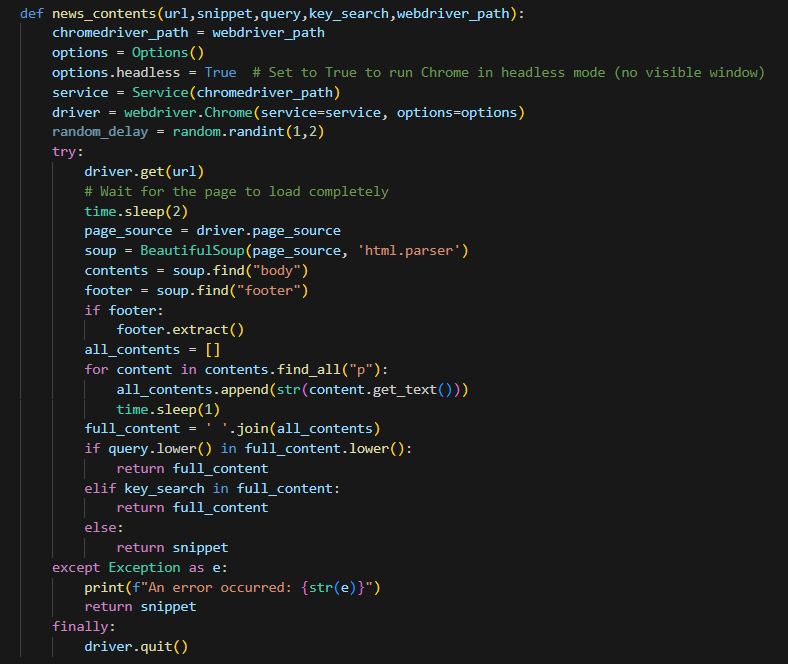 def news_contents(url,snippet,query,key_search,webdriver_path):
    chromedriver_path = webdriver_path
    options = Options()
    options.headless = True  # Set to True to run Chrome in headless mode (no visible window)
    service = Service(chromedriver_path)
    driver = webdriver.Chrome(service=service, options=options)
    random_delay = random.randint(1,2)
    try:
        driver.get(url)
        # Wait for the page to load completely
        time.sleep(2)
        page_source = driver.page_source
        soup = BeautifulSoup(page_source, 'html.parser')
        contents = soup.find("body")
        footer = soup.find("footer")
        if footer:
            footer.extract()
        all_contents = []
        for content in contents.find_all("p"):
            all_contents.append(str(content.get_text()))
            time.sleep(1)
        full_content = ' '.join(all_contents)
        if query.lower() in full_content.lower():
            return full_content
        elif key_search in full_content:
            return full_content
        else:
            return snippet
    except Exception as e:
        print(f"An error occurred: {str(e)}")
        return snippet
    finally:
        driver.quit()